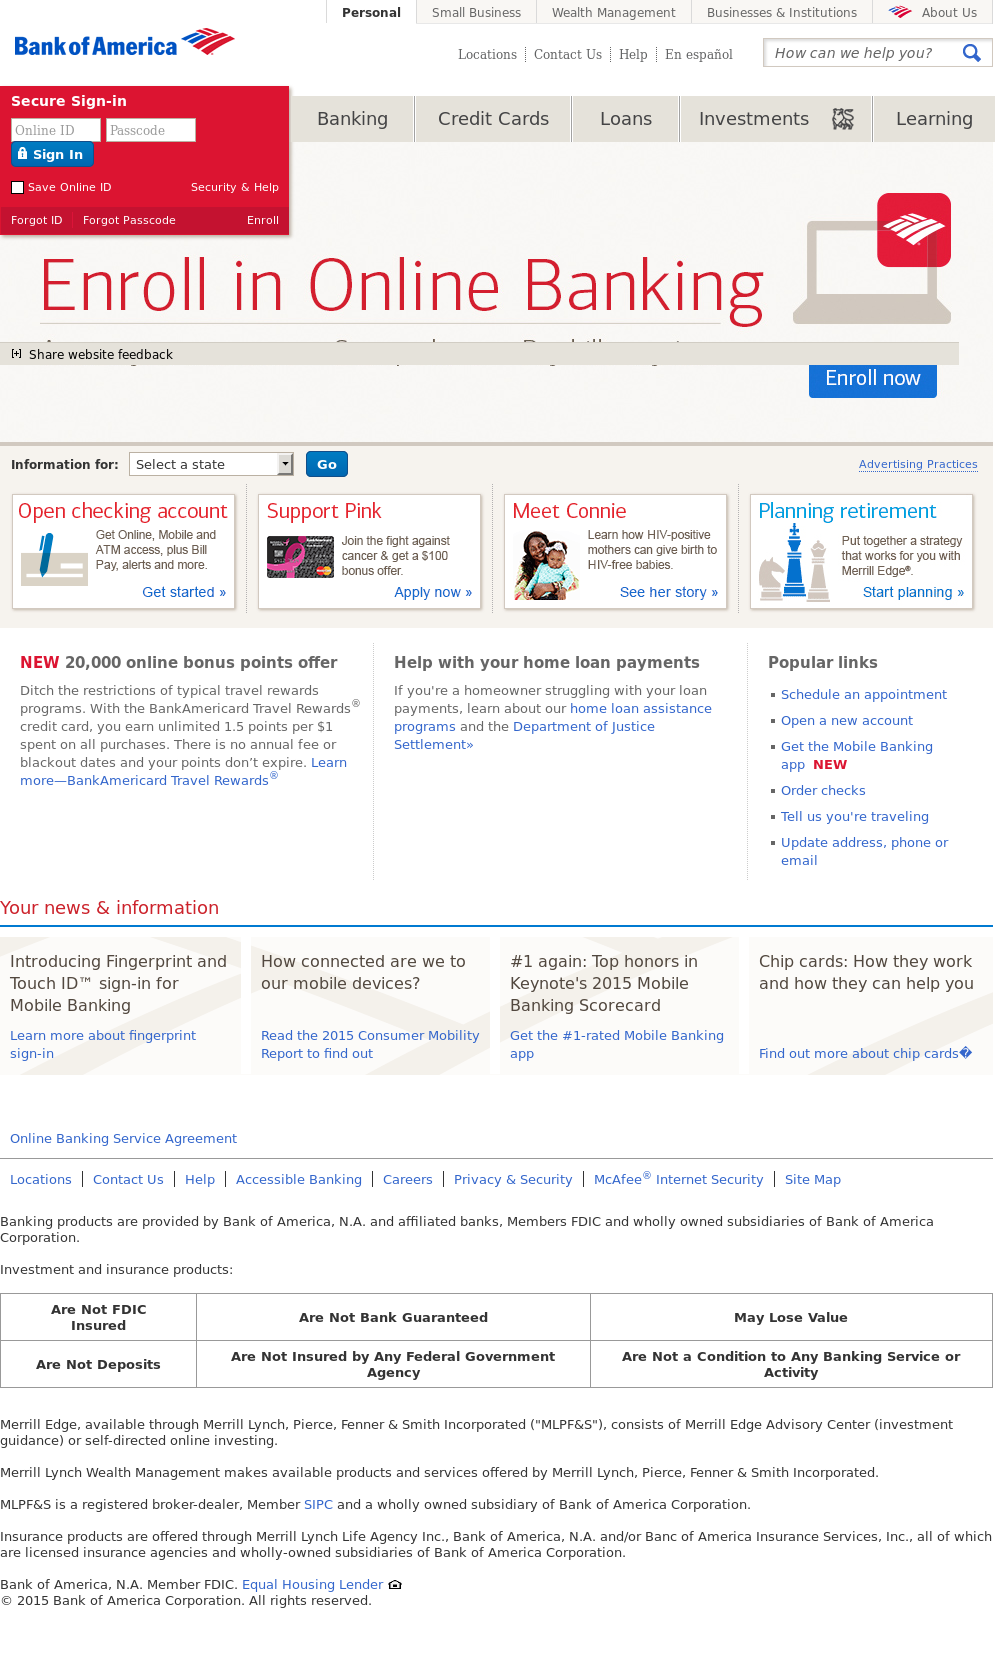 Personal
Small Business
Wealth Management
Businesses & Institutions
About Us
Bank of America
Locations
Contact Us
Help
En español
How can we help you?
Secure Sign-in
Online ID
Passcode
Sign In
Save Online ID
Security & Help
Forgot ID
Forgot Passcode
Enroll
Banking
Credit Cards
Loans
Investments
Learning
Enroll in Online Banking
Share website feedback
Enroll now
Information for:
Select a state
Go
Advertising Practices
Open checking account
Get Online, Mobile and
ATM access, plus Bill
Pay, alerts and more.
Get started »
Support Pink
Join the fight against
cancer & get a $100
bonus offer.
Apply now »
Meet Connie
Learn how HIV-positive
mothers can give birth to
HIV-free babies.
See her story »
Planning retirement
Put together a strategy
that works for you with
Merrill Edge®.
Start planning »
NEW 20,000 online bonus points offer
Ditch the restrictions of typical travel rewards
programs. With the BankAmericard Travel Rewards®
credit card, you earn unlimited 1.5 points per $1
spent on all purchases. There is no annual fee or
blackout dates and your points don’t expire. Learn
more—BankAmericard Travel Rewards®
Help with your home loan payments
If you're a homeowner struggling with your loan
payments, learn about our home loan assistance
programs and the Department of Justice
Settlement»
Popular links
Schedule an appointment
Open a new account
Get the Mobile Banking
app NEW
Order checks
Tell us you're traveling
Update address, phone or
email
Your news & information
Introducing Fingerprint and
Touch ID™ sign-in for
Mobile Banking
Learn more about fingerprint
sign-in
How connected are we to
our mobile devices?
Read the 2015 Consumer Mobility
Report to find out
#1 again: Top honors in
Keynote's 2015 Mobile
Banking Scorecard
Get the #1-rated Mobile Banking
app
Chip cards: How they work
and how they can help you
Find out more about chip cards�
Online Banking Service Agreement
Locations
Contact Us
Help
Accessible Banking
Careers
Privacy & Security
McAfee® Internet Security
Site Map
Banking products are provided by Bank of America, N.A. and affiliated banks, Members FDIC and wholly owned subsidiaries of Bank of America
Corporation.
Investment and insurance products:
Are Not FDIC
Insured
Are Not Bank Guaranteed
May Lose Value
Are Not Deposits
Are Not Insured by Any Federal Government
Agency
Are Not a Condition to Any Banking Service or
Activity
Merrill Edge, available through Merrill Lynch, Pierce, Fenner & Smith Incorporated ("MLPF&S"), consists of Merrill Edge Advisory Center (investment
guidance) or self-directed online investing.
Merrill Lynch Wealth Management makes available products and services offered by Merrill Lynch, Pierce, Fenner & Smith Incorporated.
MLPF&S is a registered broker-dealer, Member SIPC and a wholly owned subsidiary of Bank of America Corporation.
Insurance products are offered through Merrill Lynch Life Agency Inc., Bank of America, N.A. and/or Banc of America Insurance Services, Inc., all of which
are licensed insurance agencies and wholly-owned subsidiaries of Bank of America Corporation.
Bank of America, N.A. Member FDIC. Equal Housing Lender
© 2015 Bank of America Corporation. All rights reserved.